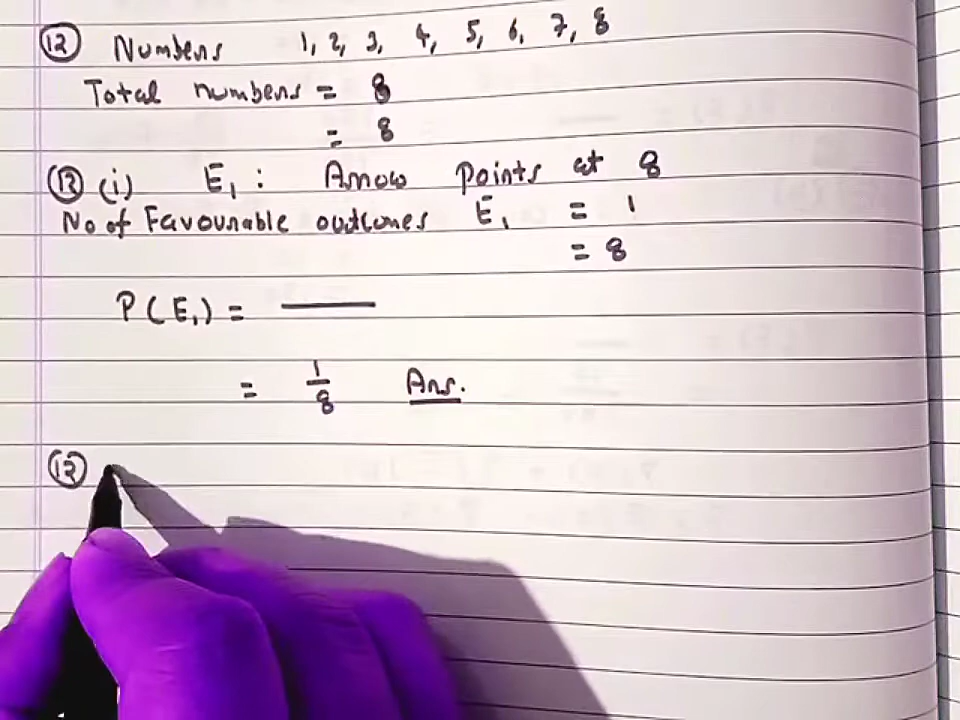 12 Numbers 1, 2, 3, 4, 5, 6, 7, 8
Total numbers = 8
= 8
12 (i) E₁ : Arrow Points at 8
No of Favourable outcomes E₁ = 1
= 8
P(E₁) = ———
= 1/8 Ans.
12